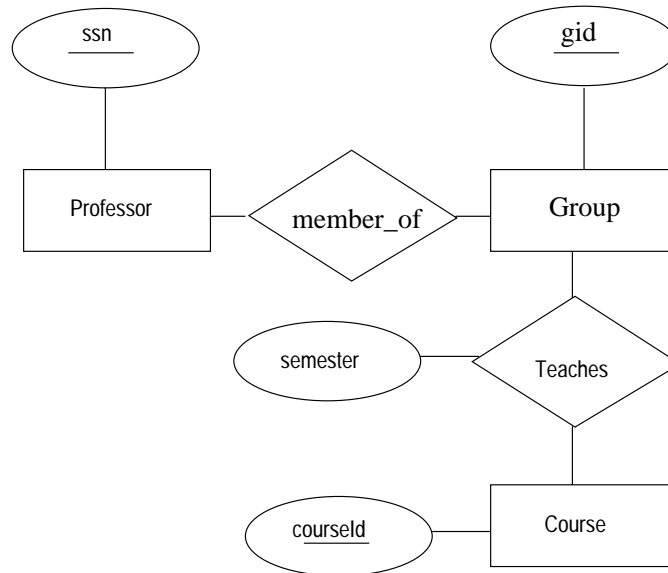 ssn
gid
Professor
member_of
Group
semester
Teaches
courseId
Course